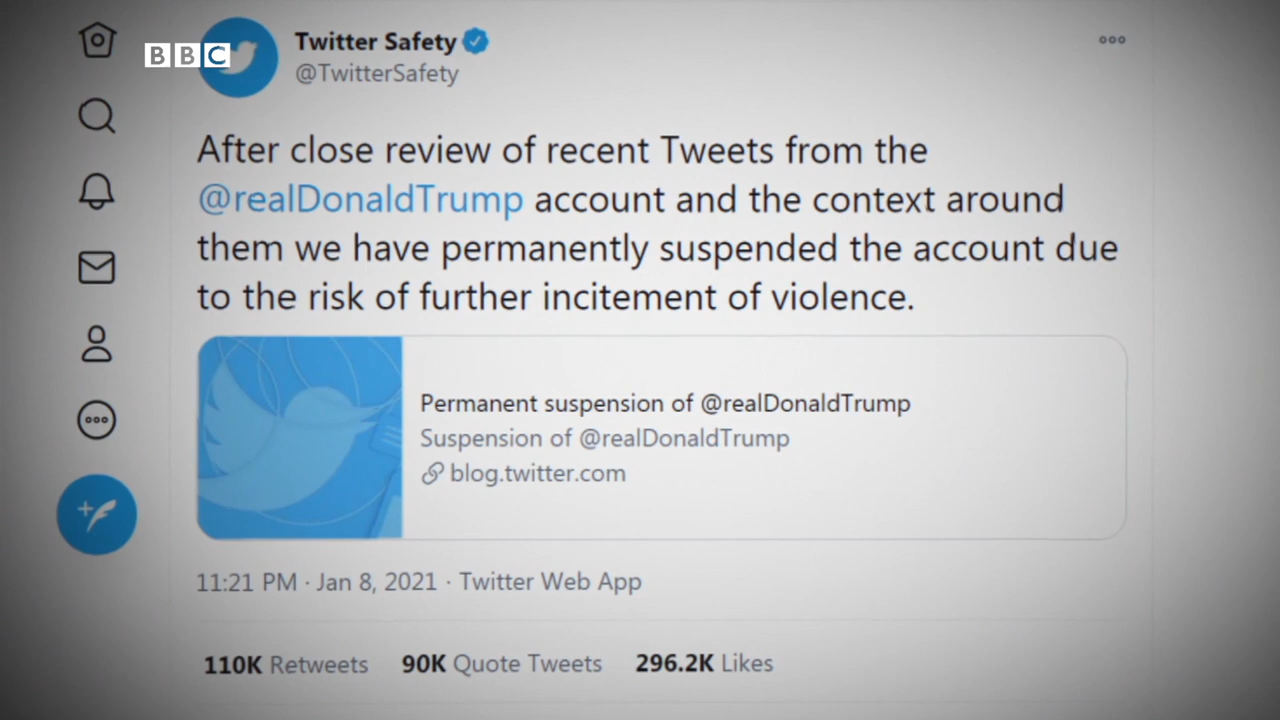 BBC
Twitter Safety
@TwitterSafety
After close review of recent Tweets from the
@realDonaldTrump account and the context around
them we have permanently suspended the account due
to the risk of further incitement of violence.
Permanent suspension of @realDonaldTrump
Suspension of @realDonaldTrump
blog.twitter.com
11:21 PM · Jan 8, 2021 · Twitter Web App
110K Retweets 90K Quote Tweets 296.2K Likes